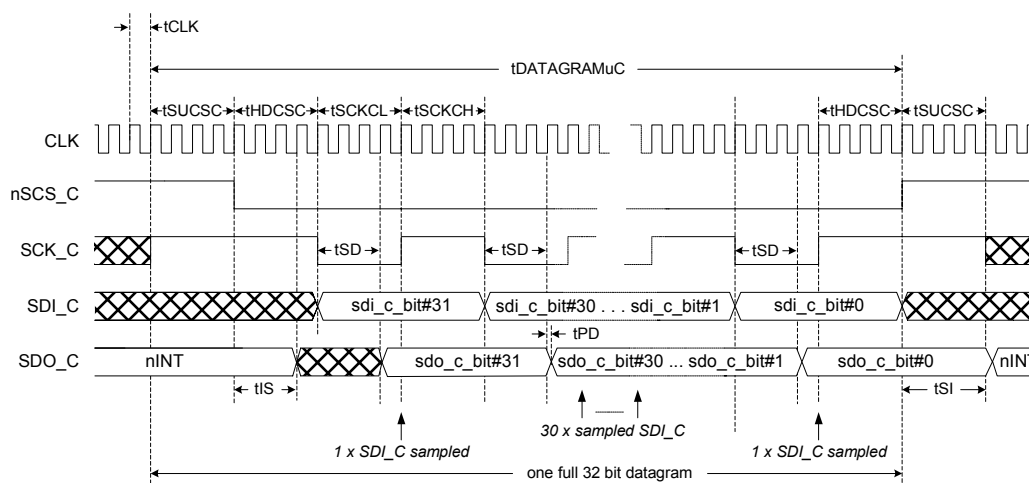 tCLK
tDATAGRAMuC
tSUCSC tHDCSC tSCKCL tSCKCH tHDCSC tSUCSC
CLK
nSCS_C
SCK_C tSD tSD tSD
SDI_C sdi_c_bit#31 sdi_c_bit#30 . . . sdi_c_bit#1 sdi_c_bit#0
tPD
SDO_C nINT sdo_c_bit#31 sdo_c_bit#30 ... sdo_c_bit#1 sdo_c_bit#0 nINT
tIS tSI
1 x SDI_C sampled 30 x sampled SDI_C 1 x SDI_C sampled
one full 32 bit datagram